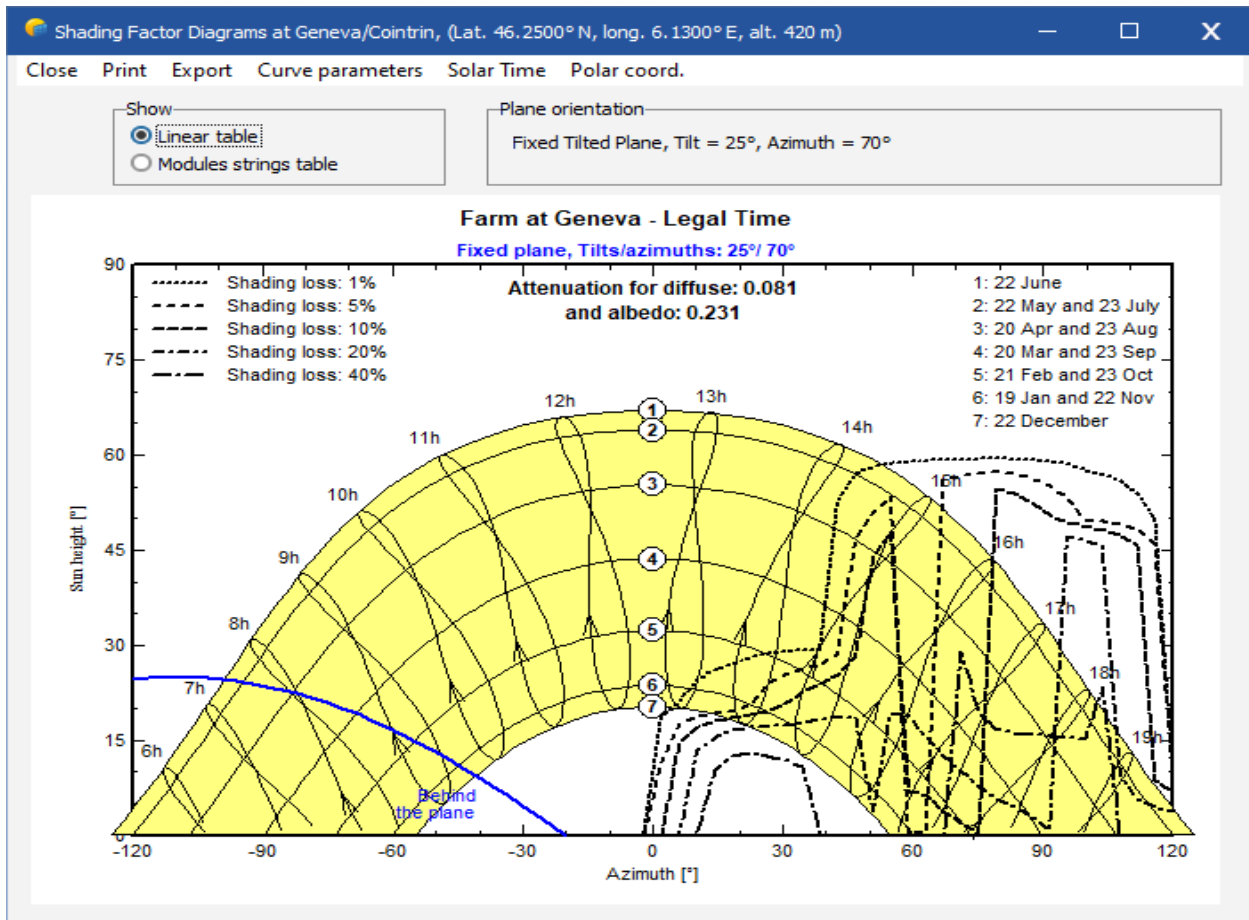 Shading Factor Diagrams at Geneva/Cointrin, (Lat. 46.2500° N, long. 6.1300° E, alt. 420 m)
Close Print Export Curve parameters Solar Time Polar coord.
Show
Linear table
Modules strings table
Plane orientation
Fixed Tilted Plane, Tilt = 25°, Azimuth = 70°
Farm at Geneva - Legal Time
Fixed plane, Tilts/azimuths: 25°/ 70°
Attenuation for diffuse: 0.081
and albedo: 0.231
Shading loss: 1%
Shading loss: 5%
Shading loss: 10%
Shading loss: 20%
Shading loss: 40%
1: 22 June
2: 22 May and 23 July
3: 20 Apr and 23 Aug
4: 20 Mar and 23 Sep
5: 21 Feb and 23 Oct
6: 19 Jan and 22 Nov
7: 22 December
90
75
60
45
30
15
0
Sun height [°]
6h
7h
8h
9h
10h
11h
12h
13h
14h
15h
16h
17h
18h
19h
1
2
3
4
5
6
7
Behind
the plane
-120 -90 -60 -30 0 30 60 90 120
Azimuth [°]